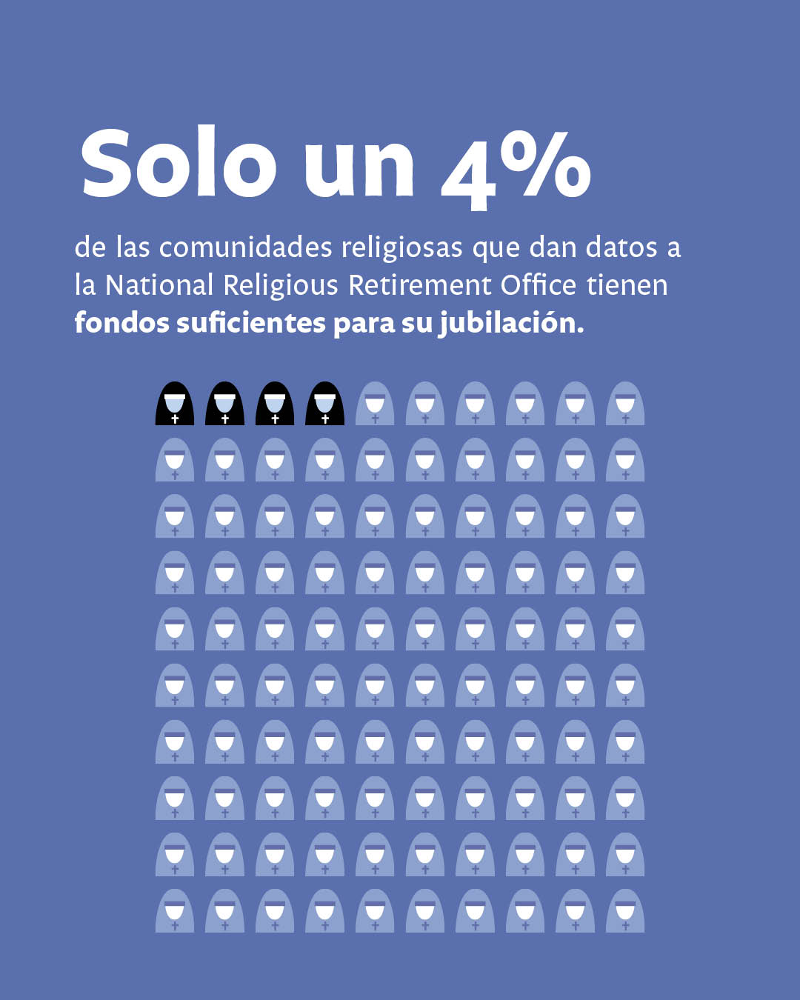 Solo un 4%
de las comunidades religiosas que dan datos a
la National Religious Retirement Office tienen
fondos suficientes para su jubilación.